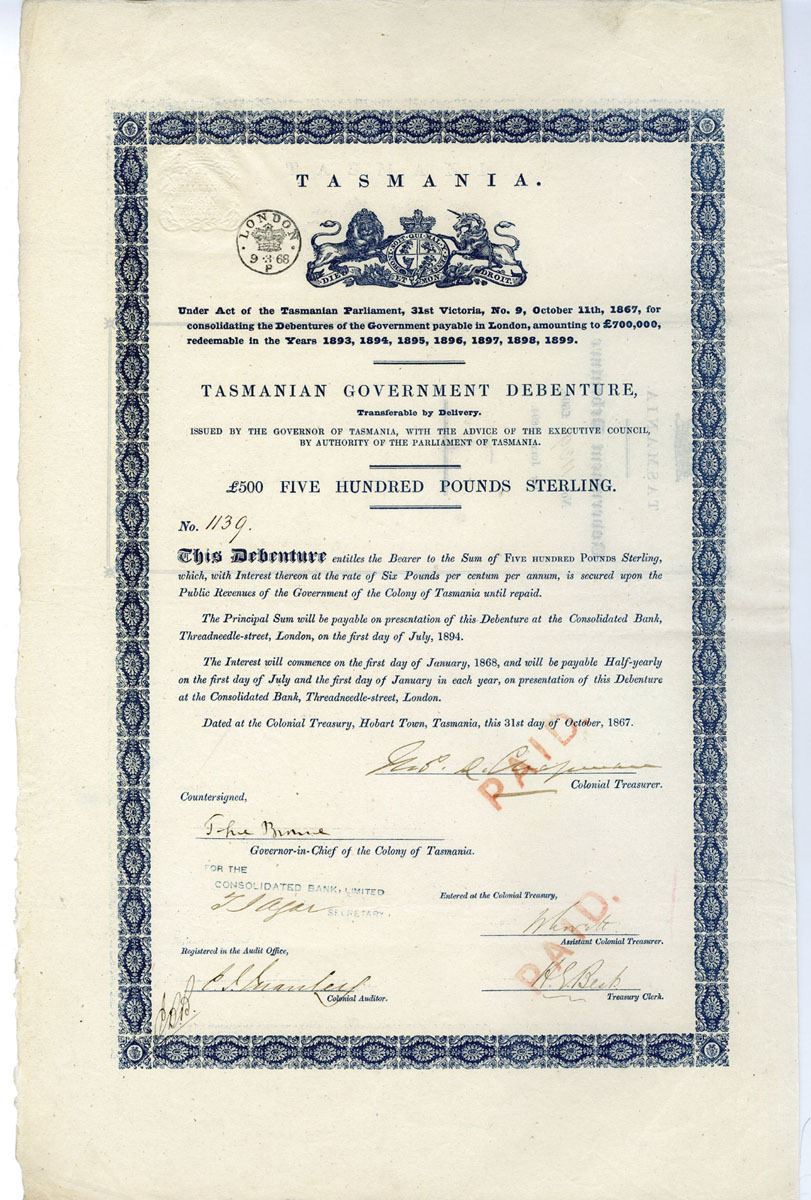 TASMANIA.
LONDON
9·3 68
P
HONI SOIT QUI MAL Y PENSE
DIEU ET MON DROIT
Under Act of the Tasmanian Parliament, 31st Victoria, No. 9, October 11th, 1867, for
consolidating the Debentures of the Government payable in London, amounting to £700,000,
redeemable in the Years 1893, 1894, 1895, 1896, 1897, 1898, 1899.
TASMANIAN GOVERNMENT DEBENTURE,
Transferable by Delivery.
ISSUED BY THE GOVERNOR OF TASMANIA, WITH THE ADVICE OF THE EXECUTIVE COUNCIL,
BY AUTHORITY OF THE PARLIAMENT OF TASMANIA.
£500 FIVE HUNDRED POUNDS STERLING.
No. 1139.
This Debenture entitles the Bearer to the Sum of FIVE HUNDRED POUNDS Sterling,
which, with Interest thereon at the rate of Six Pounds per centum per annum, is secured upon the
Public Revenues of the Government of the Colony of Tasmania until repaid.
The Principal Sum will be payable on presentation of this Debenture at the Consolidated Bank,
Threadneedle-street, London, on the first day of July, 1894.
The Interest will commence on the first day of January, 1868, and will be payable Half-yearly
on the first day of July and the first day of January in each year, on presentation of this Debenture
at the Consolidated Bank, Threadneedle-street, London.
Dated at the Colonial Treasury, Hobart Town, Tasmania, this 31st day of October, 1867.
PAID.
Colonial Treasurer.
Countersigned,
Governor-in-Chief of the Colony of Tasmania.
FOR THE
CONSOLIDATED BANK, LIMITED
SECRETARY.
Entered at the Colonial Treasury,
PAID.
Assistant Colonial Treasurer.
Registered in the Audit Office,
Colonial Auditor.
H. E. Beck
Treasury Clerk.